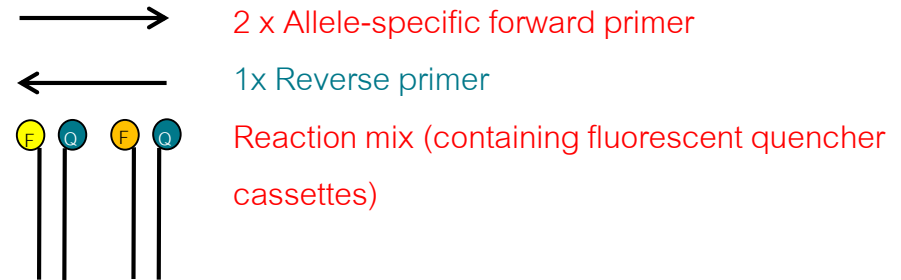 2 x Allele-specific forward primer
1x Reverse primer
F Q F Q Reaction mix (containing fluorescent quencher
cassettes)